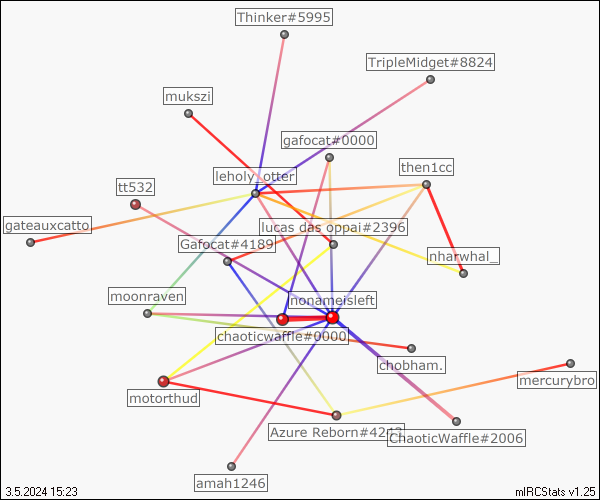 Thinker#5995
TripleMidget#8824
mukszi
gafocat#0000
then1cc
leholy_otter
tt532
gateauxcatto
lucas das oppai#2396
Gafocat#4189
nharwhal_
moonraven
nonameisleft
chaoticwaffle#0000
chobham.
mercurybro
motorthud
Azure Reborn#
ChaoticWaffle#2006
amah1246
3.5.2024 15:23
mIRCStats v1.25